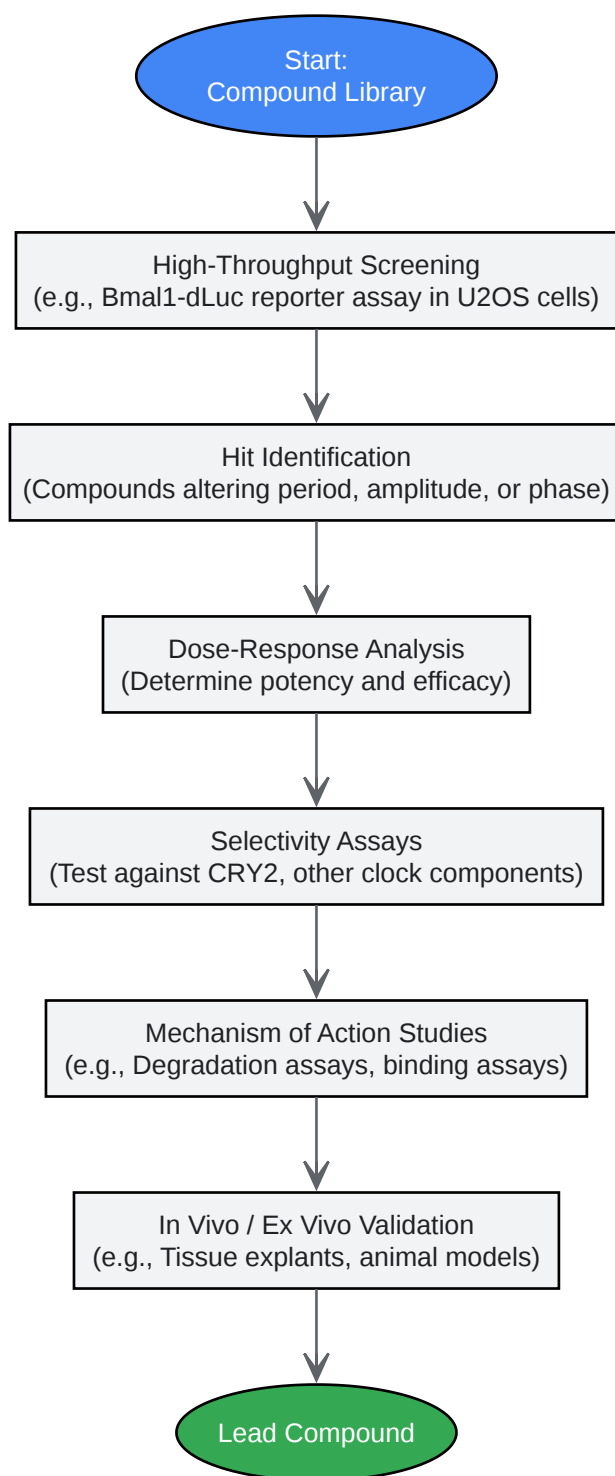 Start:
Compound Library
High-Throughput Screening
(e.g., Bmal1-dLuc reporter assay in U2OS cells)
Hit Identification
(Compounds altering period, amplitude, or phase)
Dose-Response Analysis
(Determine potency and efficacy)
Selectivity Assays
(Test against CRY2, other clock components)
Mechanism of Action Studies
(e.g., Degradation assays, binding assays)
In Vivo / Ex Vivo Validation
(e.g., Tissue explants, animal models)
Lead Compound